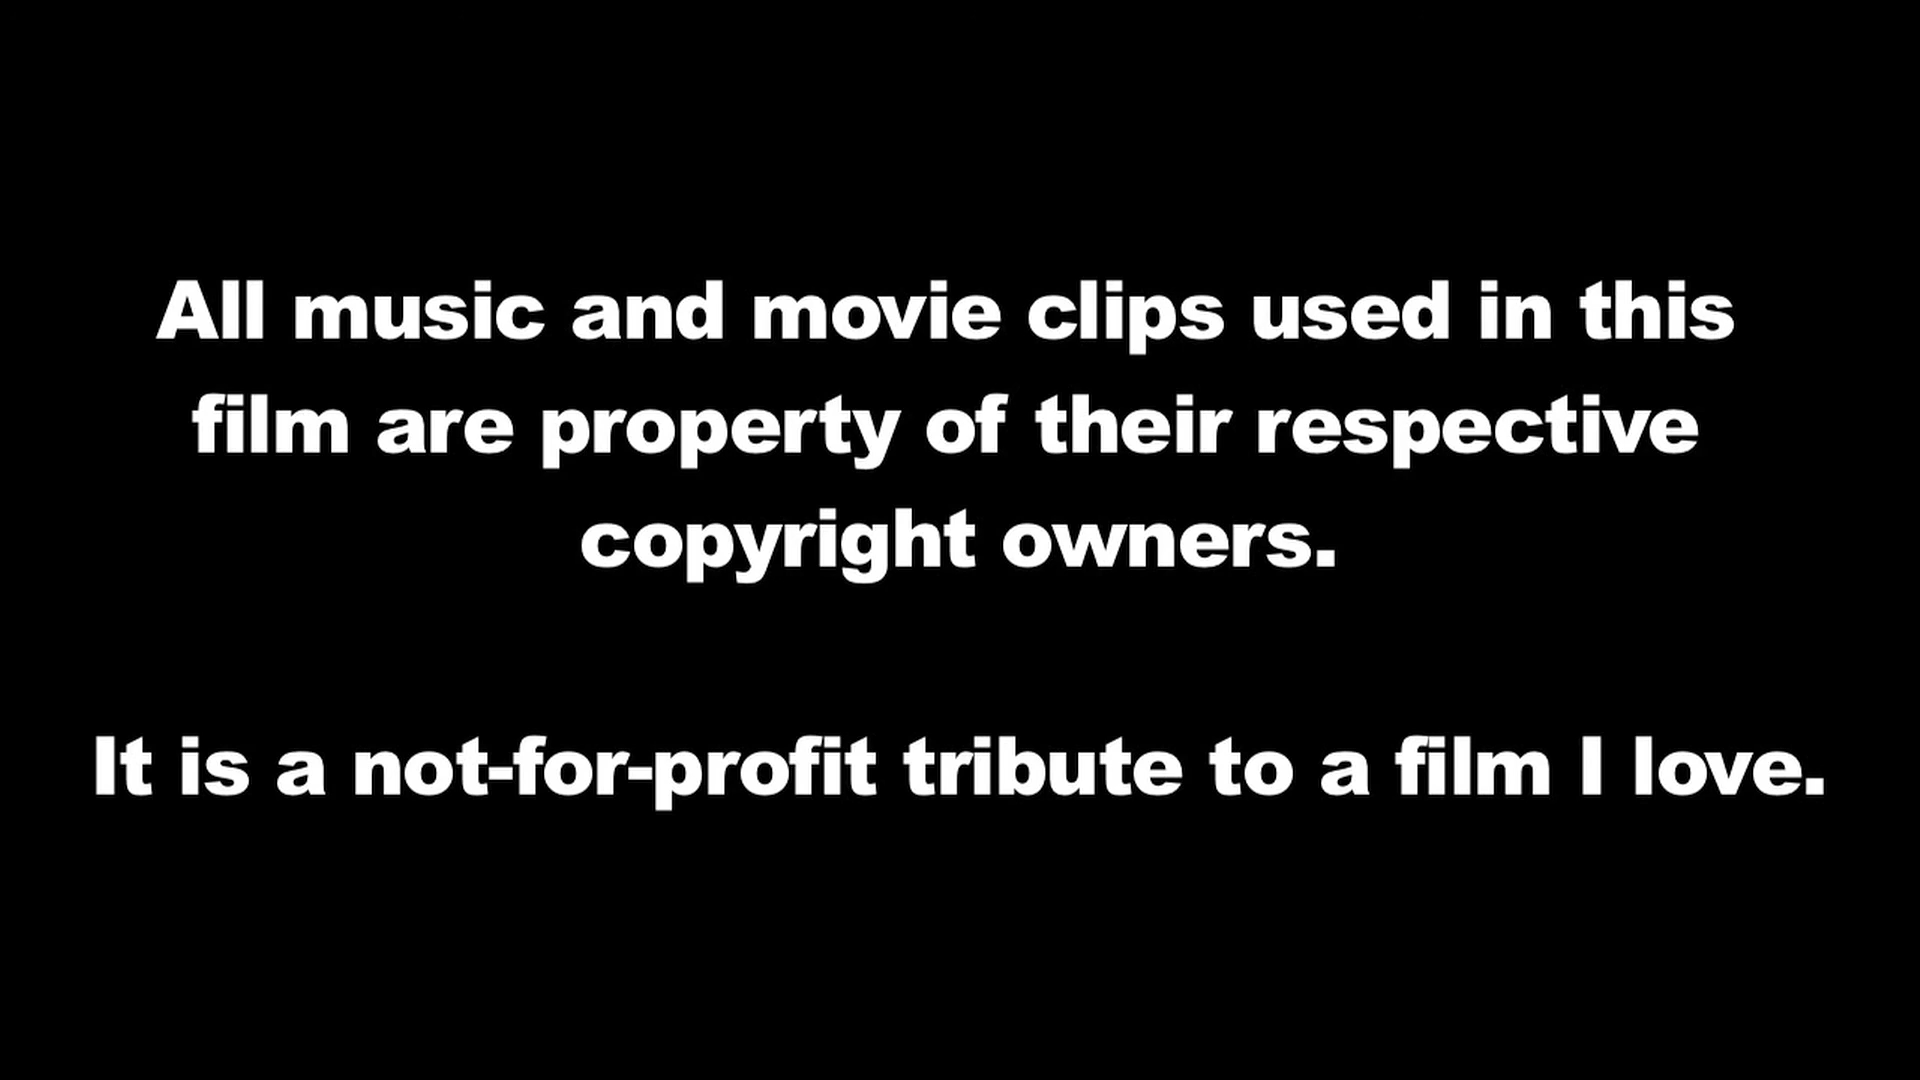 All music and movie clips used in this
film are property of their respective
copyright owners.
It is a not-for-profit tribute to a film I love.